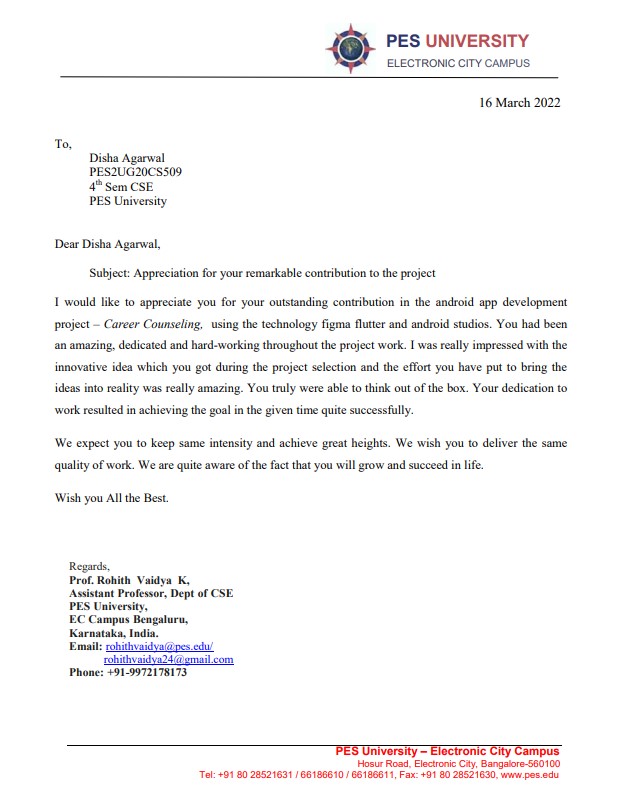 PES UNIVERSITY
ELECTRONIC CITY CAMPUS
16 March 2022
To,
Disha Agarwal
PES2UG20CS509
4th Sem CSE
PES University
Dear Disha Agarwal,
Subject: Appreciation for your remarkable contribution to the project
I would like to appreciate you for your outstanding contribution in the android app development
project – Career Counseling, using the technology figma flutter and android studios. You had been
an amazing, dedicated and hard-working throughout the project work. I was really impressed with the
innovative idea which you got during the project selection and the effort you have put to bring the
ideas into reality was really amazing. You truly were able to think out of the box. Your dedication to
work resulted in achieving the goal in the given time quite successfully.
We expect you to keep same intensity and achieve great heights. We wish you to deliver the same
quality of work. We are quite aware of the fact that you will grow and succeed in life.
Wish you All the Best.
Regards,
Prof. Rohith Vaidya K,
Assistant Professor, Dept of CSE
PES University,
EC Campus Bengaluru,
Karnataka, India.
Email: rohithvaidya@pes.edu/
rohithvaidya24@gmail.com
Phone: +91-9972178173
PES University – Electronic City Campus
Hosur Road, Electronic City, Bangalore-560100
Tel: +91 80 28521631 / 66186610 / 66186611, Fax: +91 80 28521630, www.pes.edu